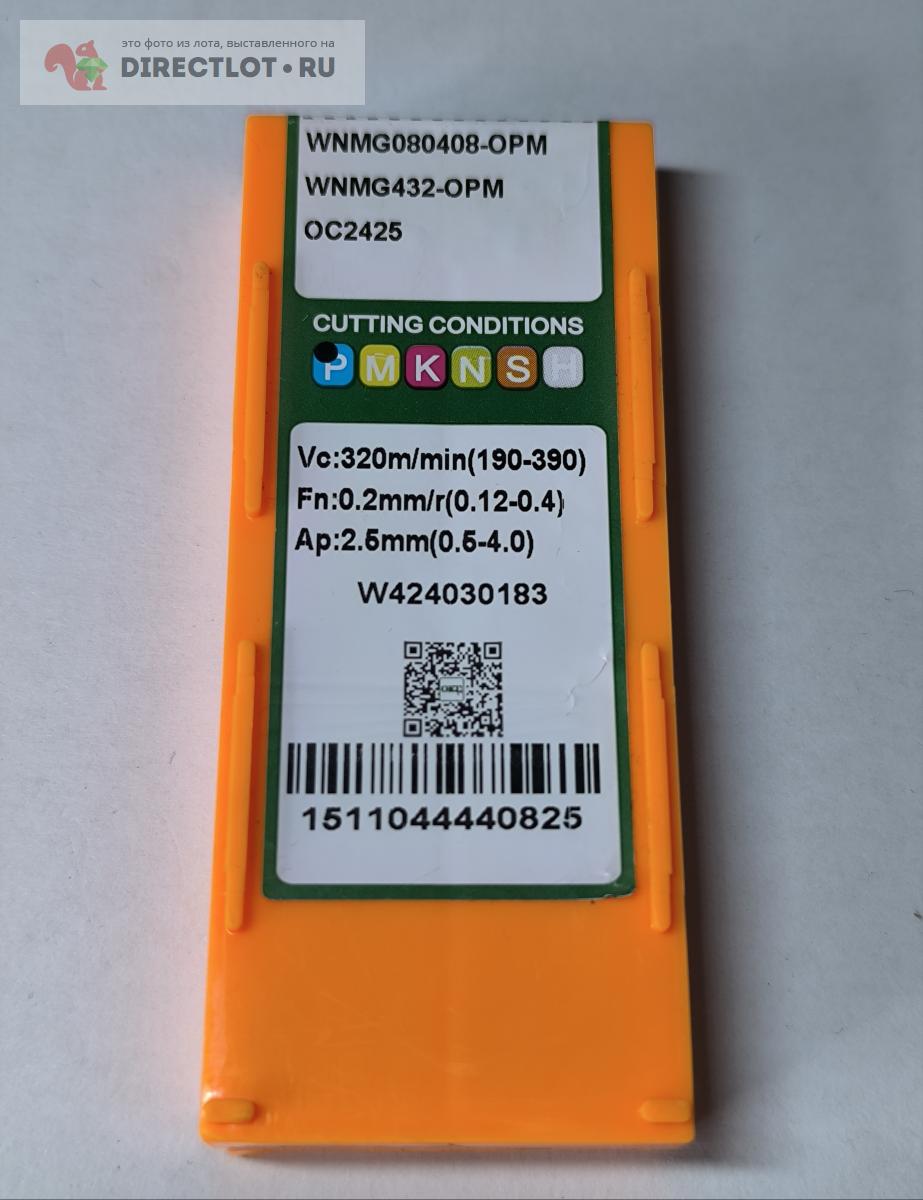 это фото из лота, выставленного на
DIRECTLOT•RU
WNMG080408-OPM
WNMG432-OPM
OC2425
CUTTING CONDITIONS
P M K N S H
Vc:320m/min(190-390)
Fn:0.2mm/r(0.12-0.4)
Ap:2.5mm(0.5-4.0)
W424030183
1511044440825